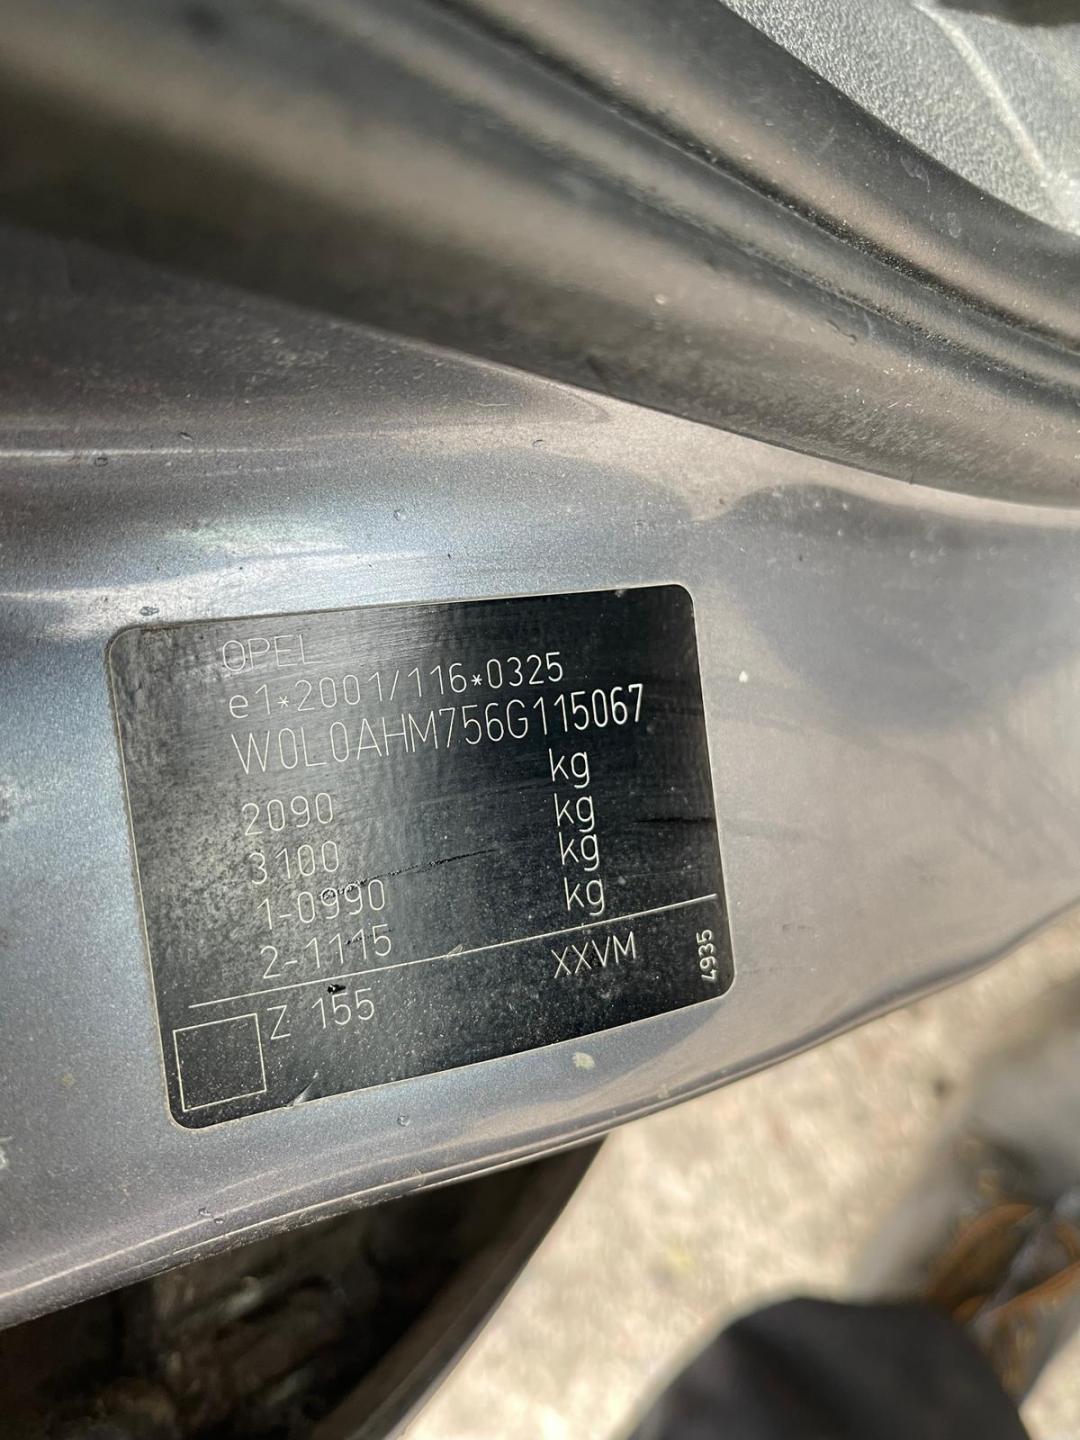 OPEL
e1*2001/116*0325
W0L0AHM756G115067
kg
2090 kg
3100 kg
1-0990 kg
2-1115
Z 155 XXVM
4935